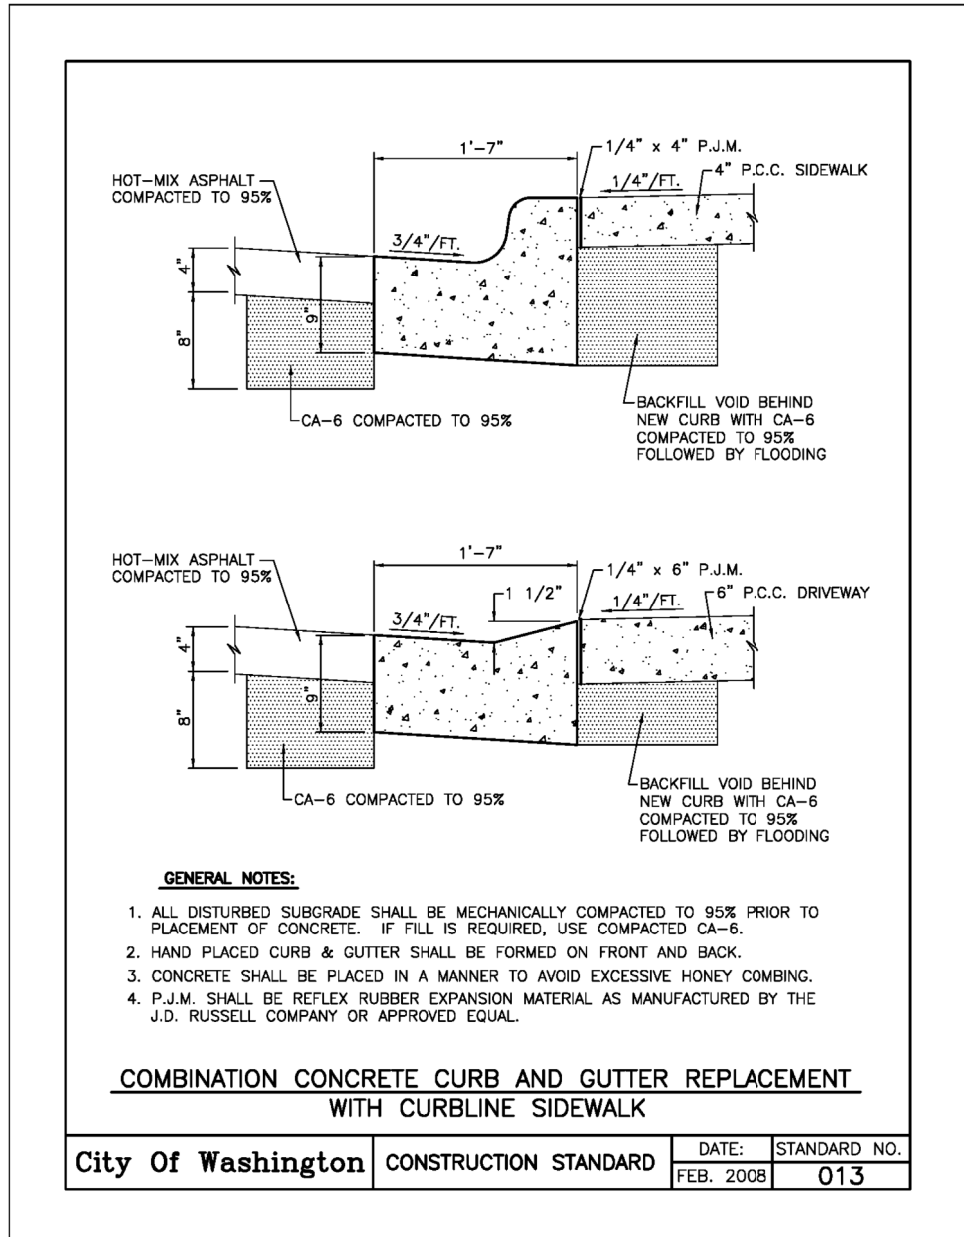 1'-7"
1/4" x 4" P.J.M.
HOT-MIX ASPHALT
COMPACTED TO 95%
4" P.C.C. SIDEWALK
1/4"/FT.
3/4"/FT.
4"
9"
8"
CA-6 COMPACTED TO 95%
BACKFILL VOID BEHIND
NEW CURB WITH CA-6
COMPACTED TO 95%
FOLLOWED BY FLOODING
1'-7"
HOT-MIX ASPHALT
COMPACTED TO 95%
1/4" x 6" P.J.M.
1 1/2"
6" P.C.C. DRIVEWAY
1/4"/FT.
3/4"/FT.
4"
9"
8"
CA-6 COMPACTED TO 95%
BACKFILL VOID BEHIND
NEW CURB WITH CA-6
COMPACTED TO 95%
FOLLOWED BY FLOODING
GENERAL NOTES:
1. ALL DISTURBED SUBGRADE SHALL BE MECHANICALLY COMPACTED TO 95% PRIOR TO
PLACEMENT OF CONCRETE. IF FILL IS REQUIRED, USE COMPACTED CA-6.
2. HAND PLACED CURB & GUTTER SHALL BE FORMED ON FRONT AND BACK.
3. CONCRETE SHALL BE PLACED IN A MANNER TO AVOID EXCESSIVE HONEY COMBING.
4. P.J.M. SHALL BE REFLEX RUBBER EXPANSION MATERIAL AS MANUFACTURED BY THE
J.D. RUSSELL COMPANY OR APPROVED EQUAL.
COMBINATION CONCRETE CURB AND GUTTER REPLACEMENT
WITH CURBLINE SIDEWALK
City Of Washington
CONSTRUCTION STANDARD
DATE:
FEB. 2008
STANDARD NO.
013